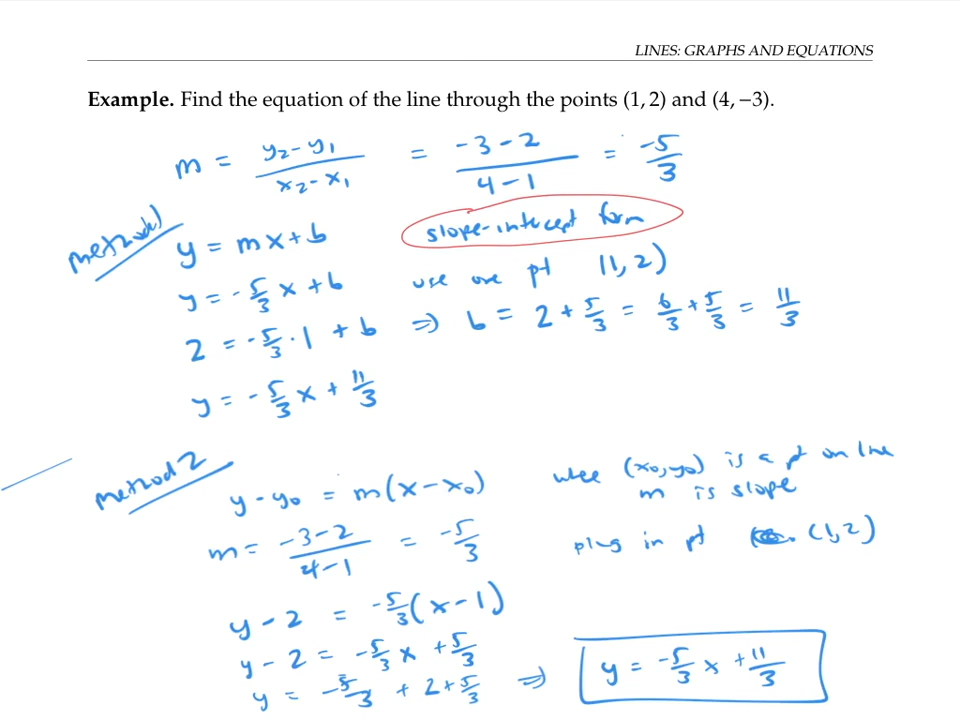 LINES: GRAPHS AND EQUATIONS
Example. Find the equation of the line through the points (1, 2) and (4, −3).
m = (y₂ − y₁)/(x₂ − x₁) = (−3 − 2)/(4 − 1) = −5/3
method 1
y = mx + b slope-intercept form
y = −5/3 x + b use one pt (1, 2)
2 = −5/3 · 1 + b ⇒ b = 2 + 5/3 = 6/3 + 5/3 = 11/3
y = −5/3 x + 11/3
method 2
y − y₀ = m(x − x₀) where (x₀, y₀) is a pt on line
m is slope
m = (−3 − 2)/(4 − 1) = −5/3 plug in pt (1, 2)
y − 2 = −5/3 (x − 1)
y − 2 = −5/3 x + 5/3
y = −5/3 + 2 + 5/3 ⇒ y = −5/3 x + 11/3